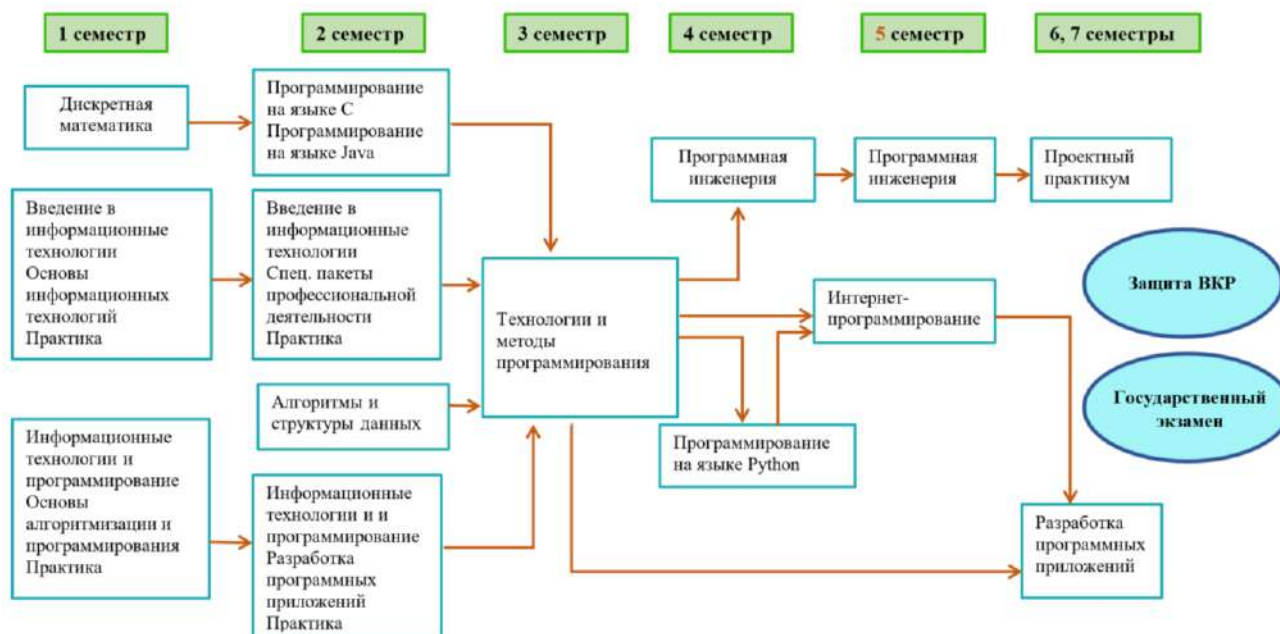 1 семестр
2 семестр
3 семестр
4 семестр
5 семестр
6, 7 семестры
Дискретная
математика
Программирование
на языке C
Программирование
на языке Java
Программная
инженерия
Программная
инженерия
Проектный
практикум
Введение в
информационные
технологии
Основы
информационных
технологий
Практика
Введение в
информационные
технологии
Спец. пакеты
профессиональной
деятельности
Практика
Технологии и
методы
программирования
Интернет-
программирование
Защита ВКР
Государственный
экзамен
Алгоритмы и
структуры данных
Программирование
на языке Python
Информационные
технологии и
программирование
Основы
алгоритмизации и
программирования
Практика
Информационные
технологии и и
программирование
Разработка
программных
приложений
Практика
Разработка
программных
приложений